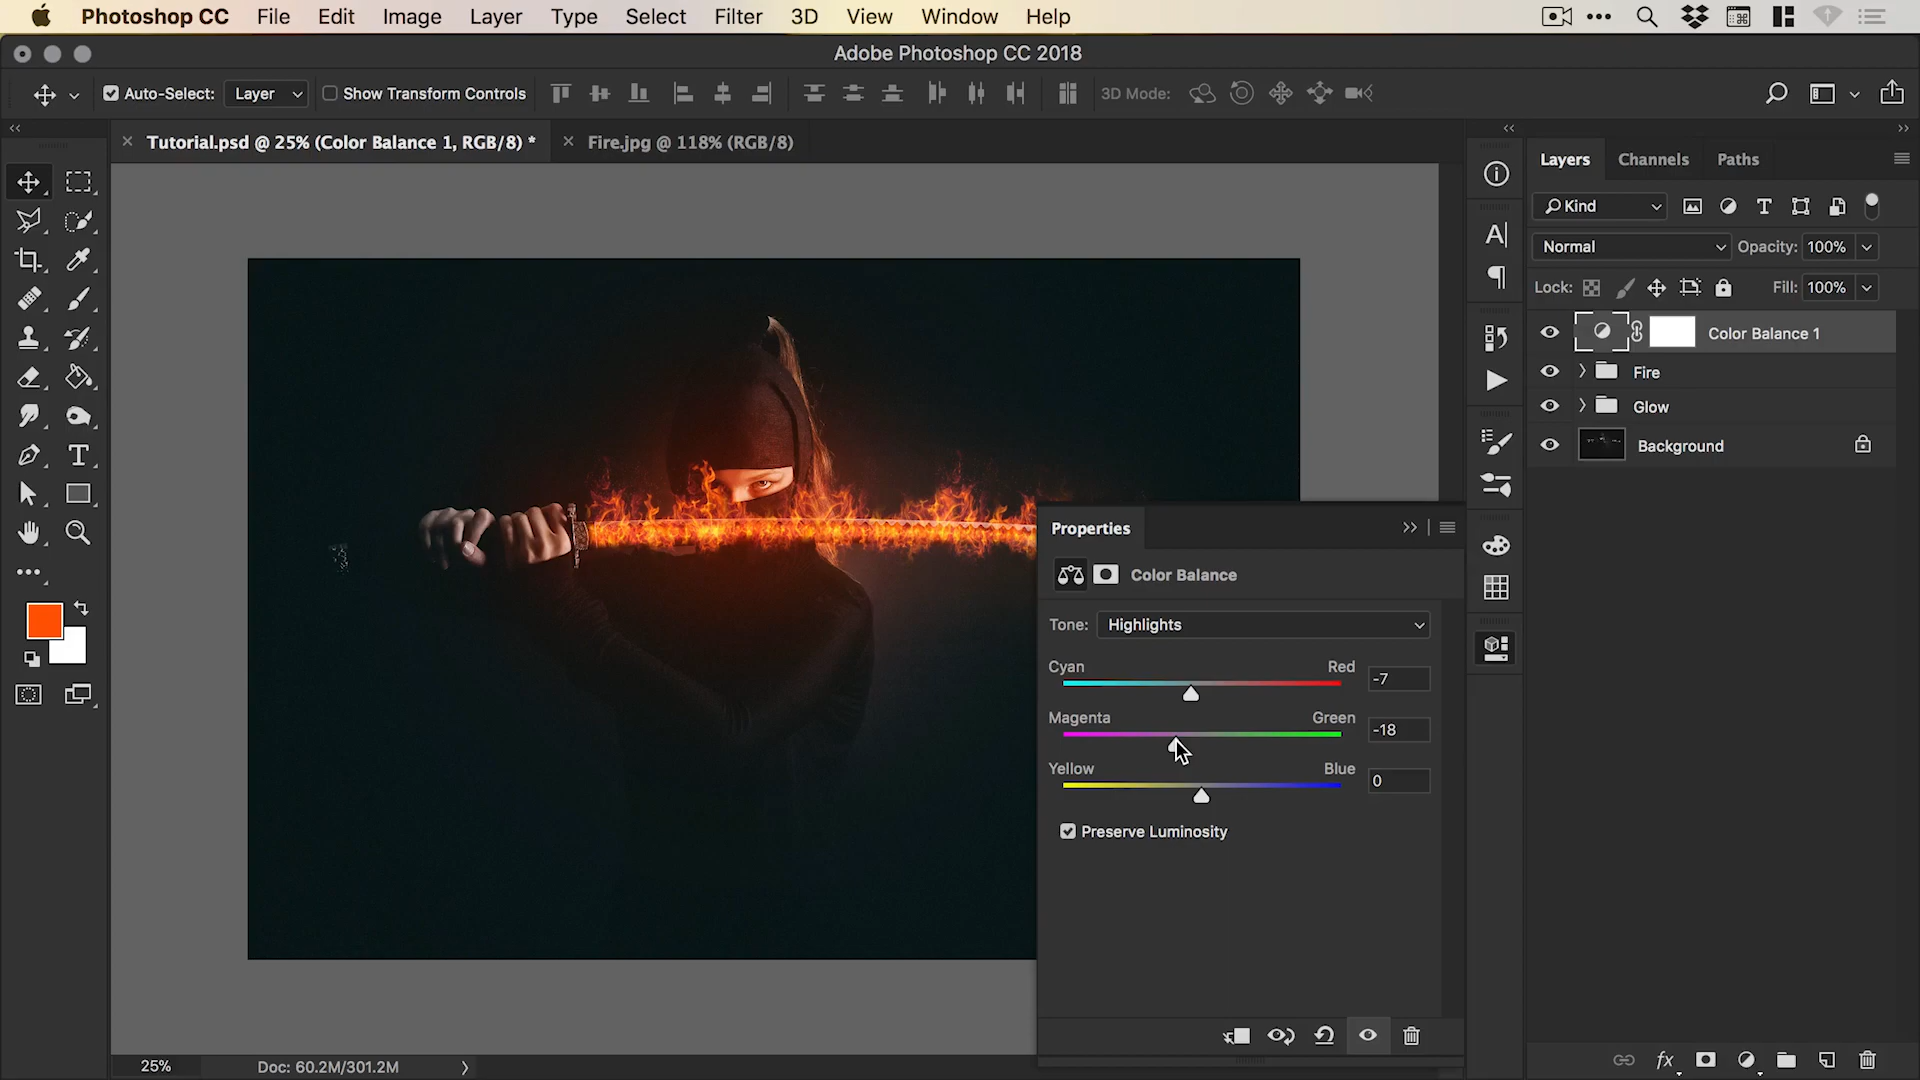 Photoshop CC File Edit Image Layer Type Select Filter 3D View Window Help
Adobe Photoshop CC 2018
Auto-Select: Layer Show Transform Controls 3D Mode:
Tutorial.psd @ 25% (Color Balance 1, RGB/8) * Fire.jpg @ 118% (RGB/8)
Layers Channels Paths
Kind
Normal Opacity: 100%
Lock: Fill: 100%
Color Balance 1
Fire
Glow
Background
Properties
Color Balance
Tone: Highlights
Cyan Red -7
Magenta Green -18
Yellow Blue 0
Preserve Luminosity
25% Doc: 60.2M/301.2M